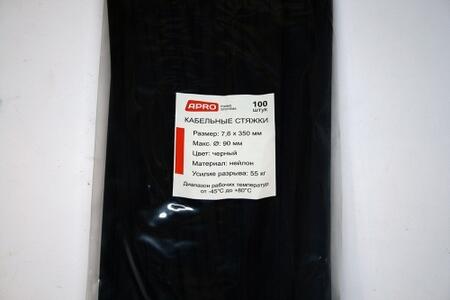 APRO
100
штук
КАБЕЛЬНЫЕ СТЯЖКИ
Размер: 7,6 x 350 мм
Макс. Ø: 90 мм
Цвет: черный
Материал: нейлон
Усилие разрыва: 55 кг
Диапазон рабочих температур
от -45°C до +80°C